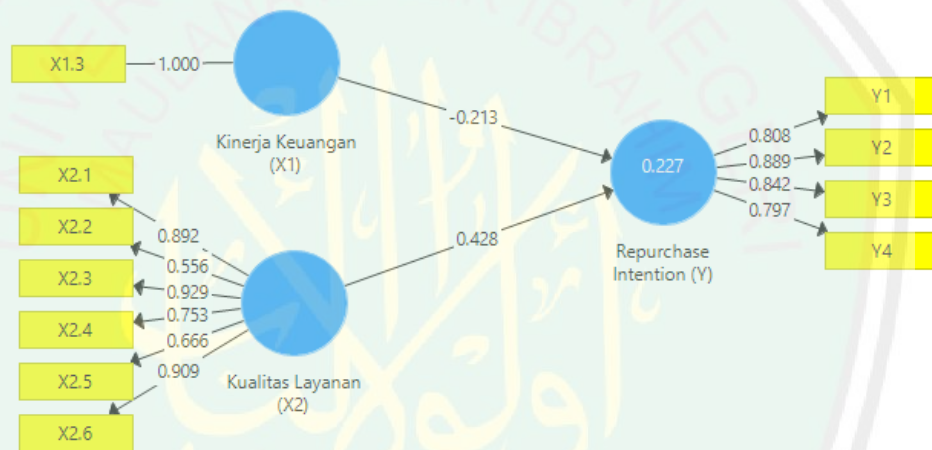 X1.3
1.000
Kinerja Keuangan
(X1)
-0.213
X2.1
X2.2
X2.3
X2.4
X2.5
X2.6
0.892
0.556
0.929
0.753
0.666
0.909
Kualitas Layanan
(X2)
0.428
0.227
Repurchase
Intention (Y)
0.808
0.889
0.842
0.797
Y1
Y2
Y3
Y4